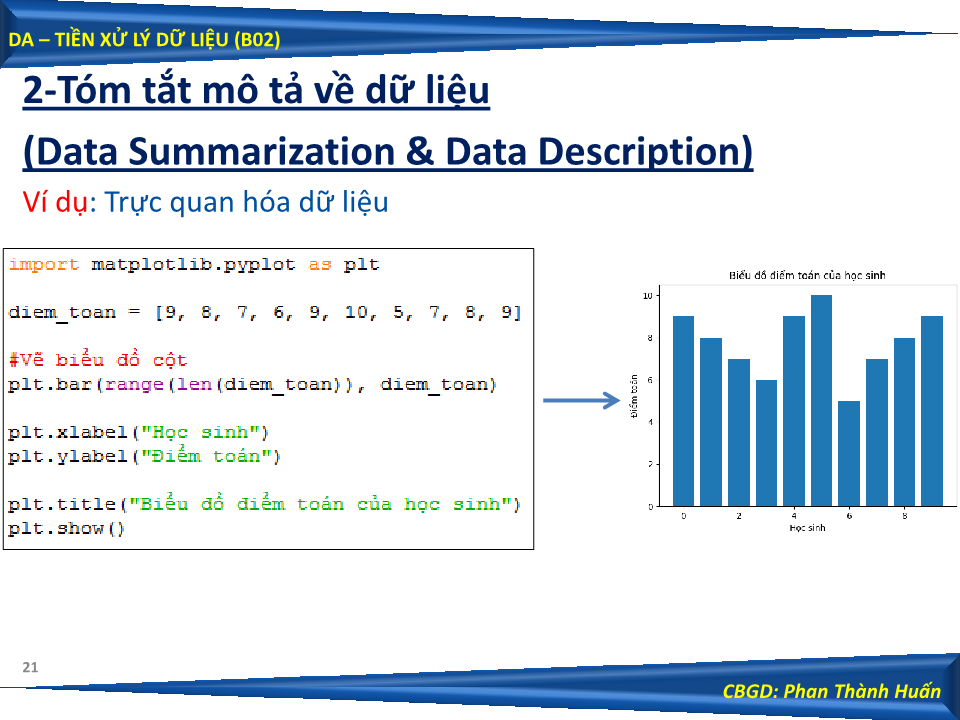 DA – TIỀN XỬ LÝ DỮ LIỆU (B02)
2-Tóm tắt mô tả về dữ liệu
(Data Summarization & Data Description)
Ví dụ: Trực quan hóa dữ liệu
import matplotlib.pyplot as plt
diem_toan = [9, 8, 7, 6, 9, 10, 5, 7, 8, 9]
#Vẽ biểu đồ cột
plt.bar(range(len(diem_toan)), diem_toan)
plt.xlabel("Học sinh")
plt.ylabel("Điểm toán")
plt.title("Biểu đồ điểm toán của học sinh")
plt.show()
Biểu đồ điểm toán của học sinh
10
8
6
4
2
0
Điểm toán
0 2 4 6 8
Học sinh
21
CBGD: Phan Thành Huấn